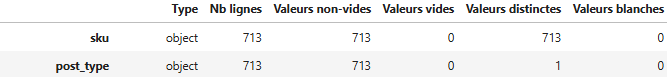 Type Nb lignes Valeurs non-vides Valeurs vides Valeurs distinctes Valeurs blanches
sku object 713 713 0 713 0
post_type object 713 713 0 1 0